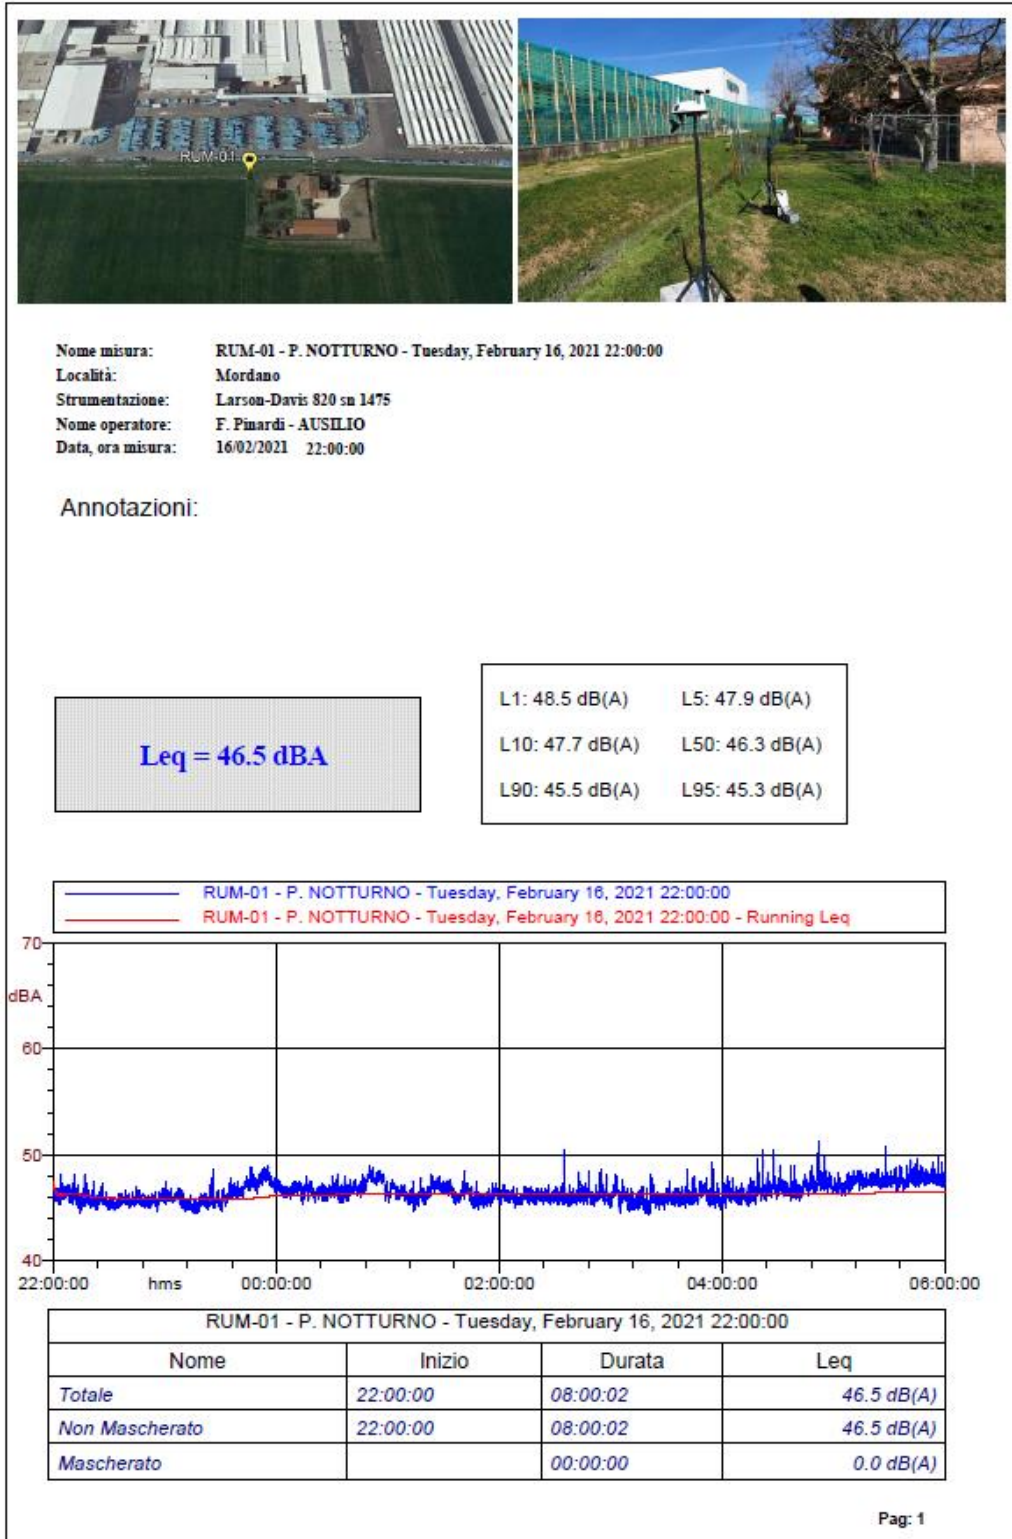 RUM-01
Nome misura: RUM-01 - P. NOTTURNO - Tuesday, February 16, 2021 22:00:00
Località: Mordano
Strumentazione: Larson-Davis 820 sn 1475
Nome operatore: F. Pinardi - AUSILIO
Data, ora misura: 16/02/2021 22:00:00
Annotazioni:
Leq = 46.5 dBA
L1: 48.5 dB(A) L5: 47.9 dB(A)
L10: 47.7 dB(A) L50: 46.3 dB(A)
L90: 45.5 dB(A) L95: 45.3 dB(A)
RUM-01 - P. NOTTURNO - Tuesday, February 16, 2021 22:00:00
RUM-01 - P. NOTTURNO - Tuesday, February 16, 2021 22:00:00 - Running Leq
70
dBA
60
50
40
22:00:00 hms 00:00:00 02:00:00 04:00:00 06:00:00
RUM-01 - P. NOTTURNO - Tuesday, February 16, 2021 22:00:00
Nome Inizio Durata Leq
Totale 22:00:00 08:00:02 46.5 dB(A)
Non Mascherato 22:00:00 08:00:02 46.5 dB(A)
Mascherato 00:00:00 0.0 dB(A)
Pag: 1